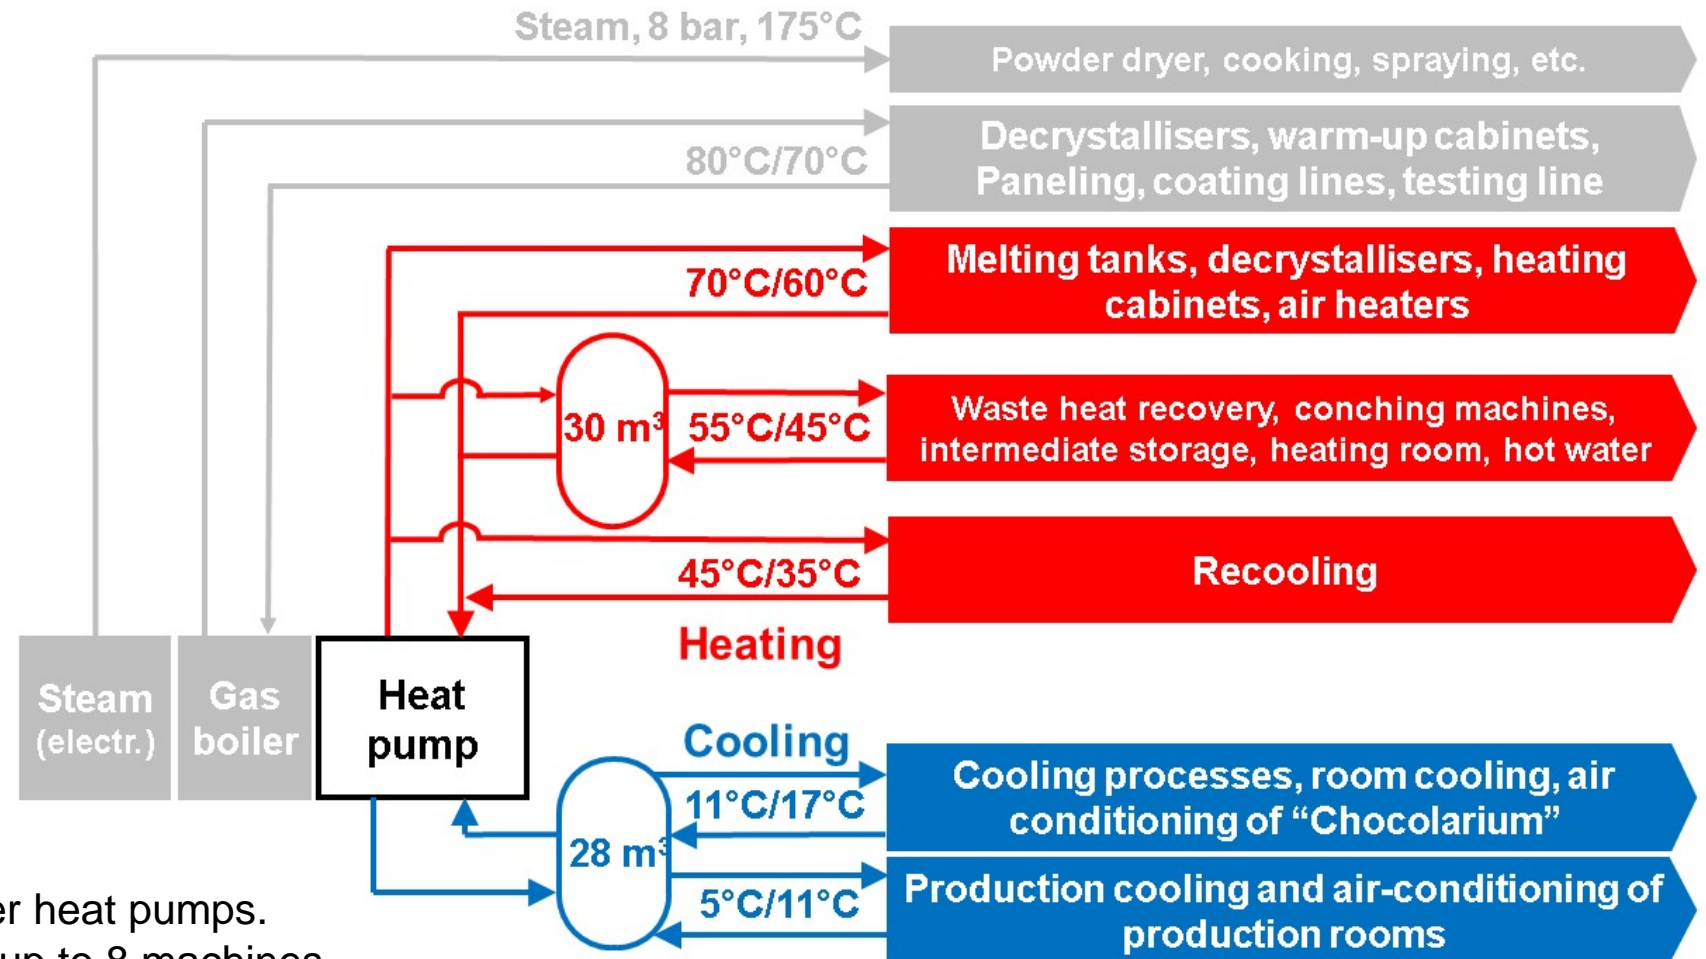 Steam, 8 bar, 175°C
Powder dryer, cooking, spraying, etc.
80°C/70°C
Decrystallisers, warm-up cabinets,
Paneling, coating lines, testing line
70°C/60°C
Melting tanks, decrystallisers, heating
cabinets, air heaters
30 m³
55°C/45°C
Waste heat recovery, conching machines,
intermediate storage, heating room, hot water
45°C/35°C
Recooling
Heating
Steam
(electr.)
Gas
boiler
Heat
pump
Cooling
11°C/17°C
Cooling processes, room cooling, air
conditioning of “Chocolarium”
28 m³
5°C/11°C
Production cooling and air-conditioning of
production rooms
heat pumps.
up to 8 machines